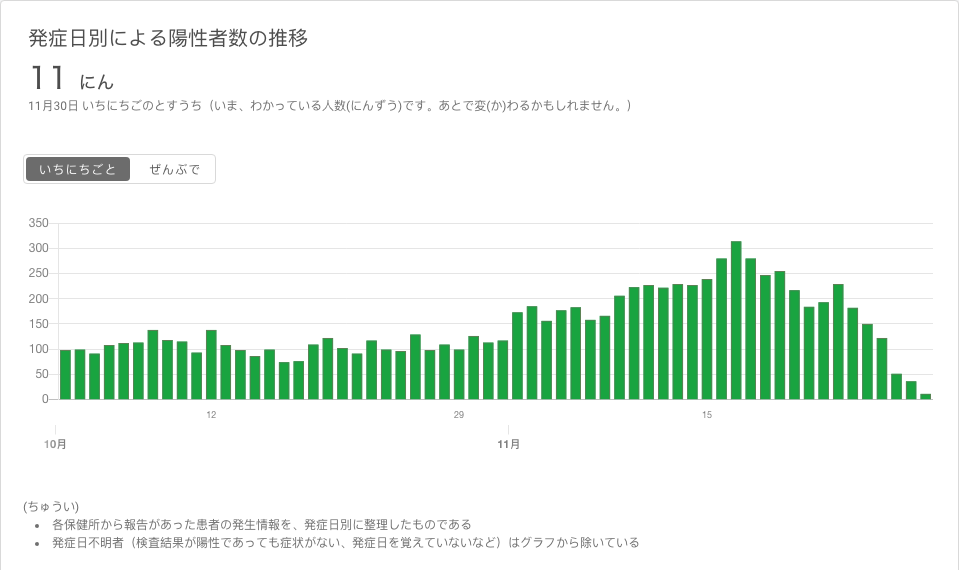 発症日別による陽性者数の推移
11 にん
11月30日 いちにちごのとすうち（いま、わかっている人数(にんずう)です。あとで変(か)わるかもしれません。）
いちにちごと ぜんぶで
350
300
250
200
150
100
50
0
12 29 15
10月 11月
(ちゅうい)
• 各保健所から報告があった患者の発生情報を、発症日別に整理したものである
• 発症日不明者（検査結果が陽性であっても症状がない、発症日を覚えていないなど）はグラフから除いている